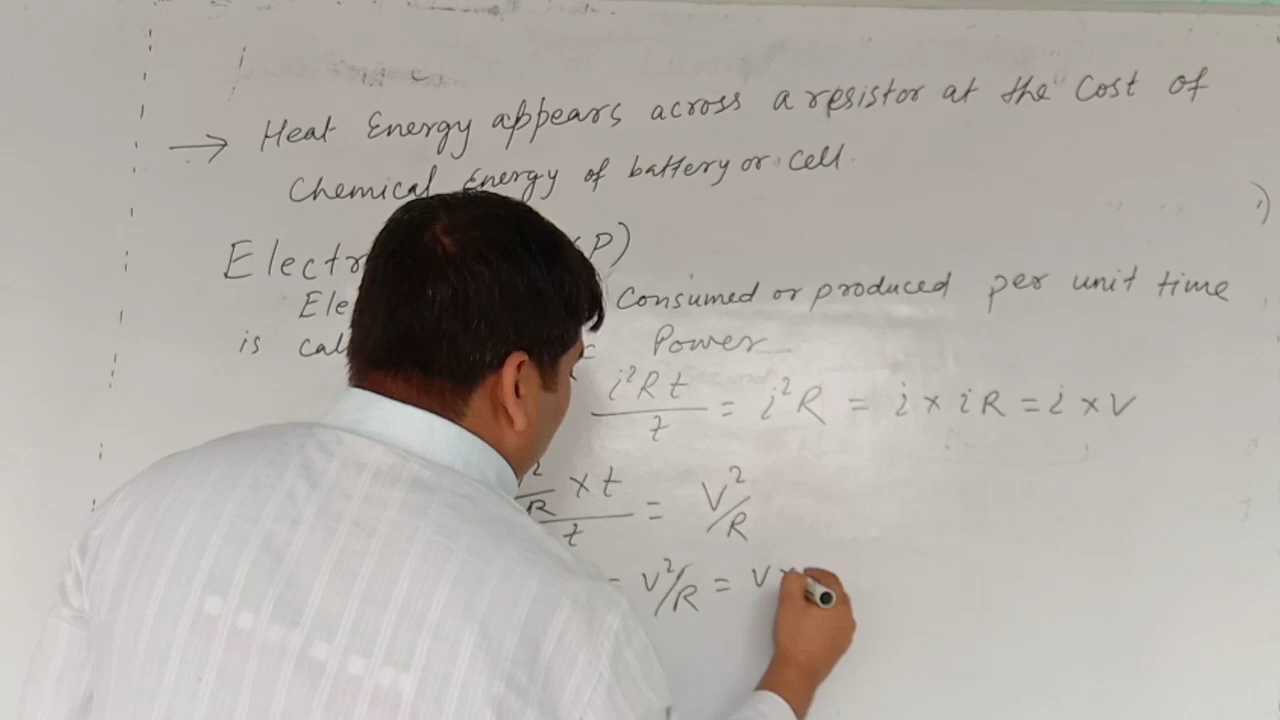 → Heat Energy appears across a resistor at the cost of
Chemical Energy of battery or cell.
Electr (P)
Ele Consumed or produced per unit time
is cal c Power
i²Rt/t = i²R = i × iR = i × V
²/R × t/t = V²/R
= V²/R = V ×